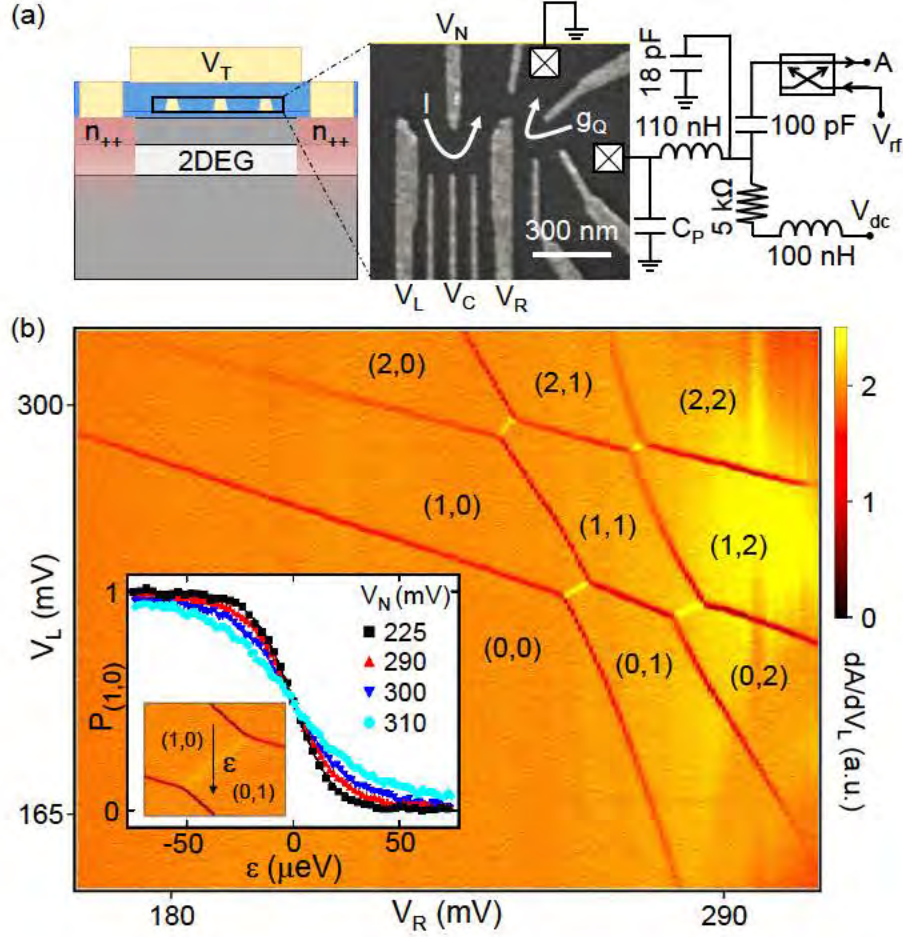 (a)
V_T
n_++
n_++
2DEG
V_N
I
g_Q
300 nm
V_L
V_C
V_R
18 pF
110 nH
C_P
100 pF
5 kΩ
100 nH
A
V_rf
V_dc
(b)
V_L (mV)
300
165
(2,0)
(2,1)
(2,2)
(1,0)
(1,1)
(1,2)
(0,0)
(0,1)
(0,2)
V_N (mV)
225
290
300
310
P_(1,0)
1
0
(1,0)
ε
(0,1)
-50
0
50
ε (μeV)
180
V_R (mV)
290
2
1
0
dA/dV_L (a.u.)